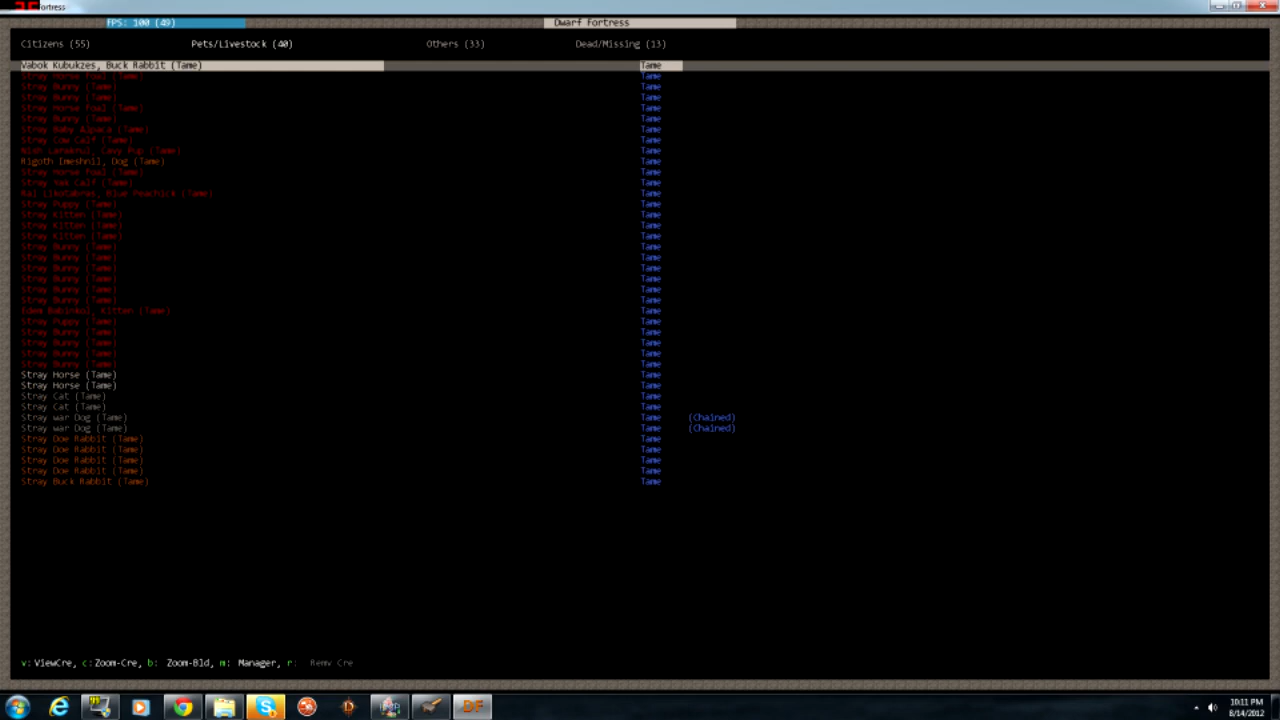 Fortress
FPS: 100 (49)
Dwarf Fortress
Citizens (55) Pets/Livestock (40) Others (33) Dead/Missing (13)
Vabok Kubukzes, Buck Rabbit (Tame) Tame
Stray Horse Foal (Tame) Tame
Stray Bunny (Tame) Tame
Stray Bunny (Tame) Tame
Stray Horse Foal (Tame) Tame
Stray Bunny (Tame) Tame
Stray Baby Alpaca (Tame) Tame
Stray Cow Calf (Tame) Tame
Cavy Pup (Tame) Tame
Rigoth Imeshnil, Dog (Tame) Tame
Stray Horse Foal (Tame) Tame
Stray Yak Calf (Tame) Tame
Blue Peachick (Tame) Tame
Stray Puppy (Tame) Tame
Stray Kitten (Tame) Tame
Stray Kitten (Tame) Tame
Stray Kitten (Tame) Tame
Stray Bunny (Tame) Tame
Stray Bunny (Tame) Tame
Stray Bunny (Tame) Tame
Stray Bunny (Tame) Tame
Stray Bunny (Tame) Tame
Stray Bunny (Tame) Tame
Kitten (Tame) Tame
Stray Puppy (Tame) Tame
Stray Bunny (Tame) Tame
Stray Bunny (Tame) Tame
Stray Bunny (Tame) Tame
Stray Bunny (Tame) Tame
Stray Horse (Tame) Tame
Stray Horse (Tame) Tame
Stray Cat (Tame) Tame
Stray Cat (Tame) Tame
Stray war Dog (Tame) Tame (Chained)
Stray war Dog (Tame) Tame (Chained)
Stray Doe Rabbit (Tame) Tame
Stray Doe Rabbit (Tame) Tame
Stray Doe Rabbit (Tame) Tame
Stray Doe Rabbit (Tame) Tame
Stray Buck Rabbit (Tame) Tame
v: ViewCre, c: Zoom-Cre, b: Zoom-Bld, m: Manager, r: Remv Cre
DF
10:11 PM
8/14/2012